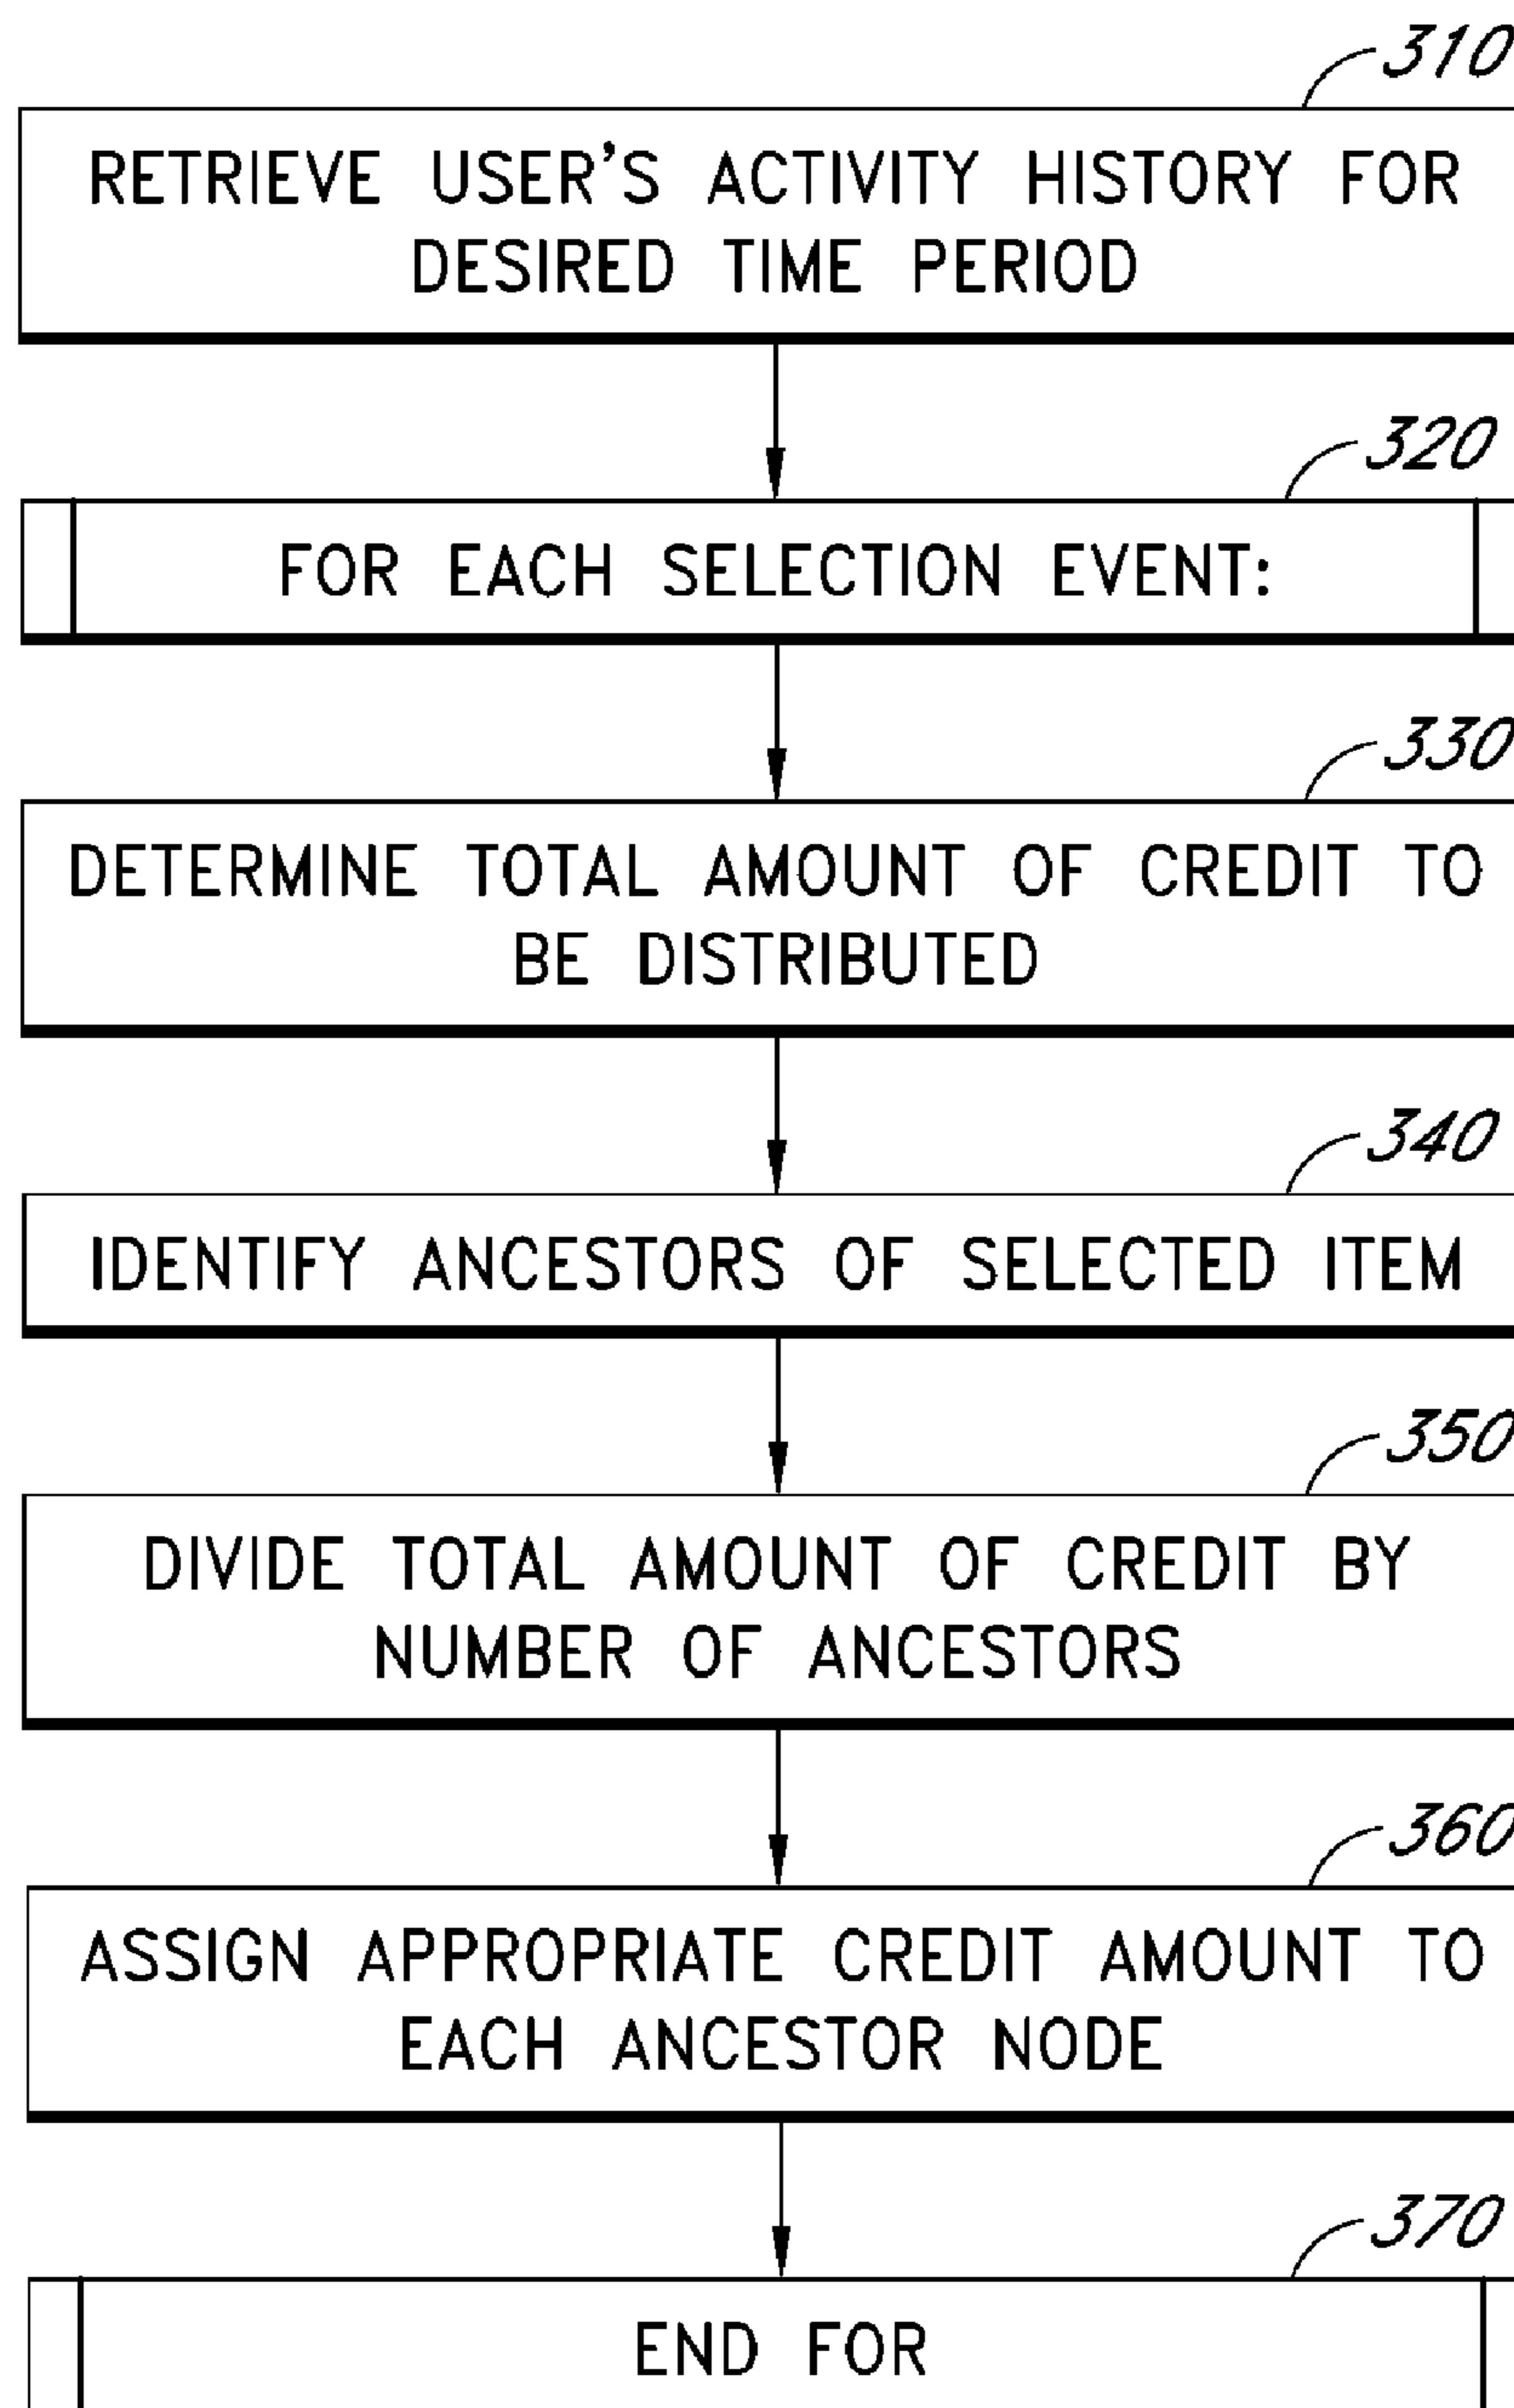 310
RETRIEVE USER'S ACTIVITY HISTORY FOR
DESIRED TIME PERIOD
320
FOR EACH SELECTION EVENT:
330
DETERMINE TOTAL AMOUNT OF CREDIT TO
BE DISTRIBUTED
340
IDENTIFY ANCESTORS OF SELECTED ITEM
350
DIVIDE TOTAL AMOUNT OF CREDIT BY
NUMBER OF ANCESTORS
360
ASSIGN APPROPRIATE CREDIT AMOUNT TO
EACH ANCESTOR NODE
370
END FOR